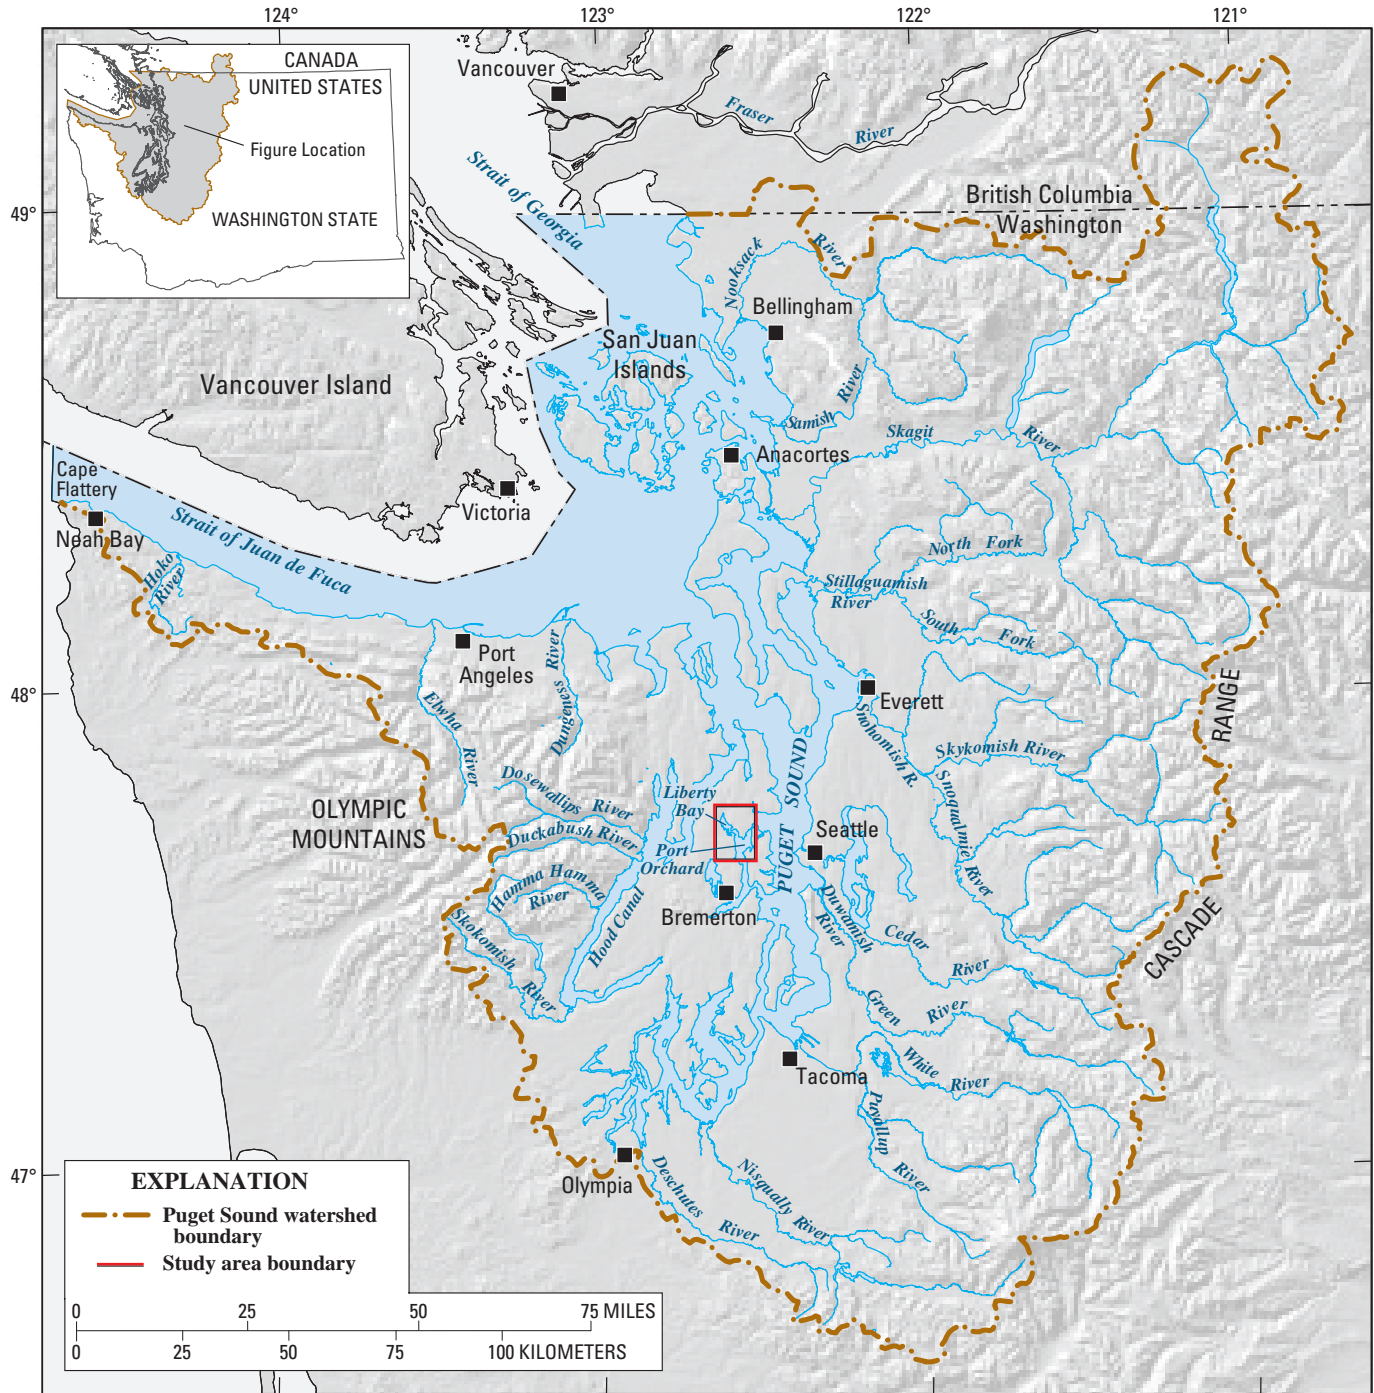 124°
123°
122°
121°
CANADA
UNITED STATES
Figure Location
WASHINGTON STATE
Vancouver
Fraser
River
Strait of Georgia
49°
British Columbia
Washington
Nooksack
River
Bellingham
San Juan
Islands
Vancouver Island
Samish River
Skagit
River
Anacortes
Cape
Flattery
Victoria
Neah Bay
Strait of Juan de Fuca
Hoko
River
North Fork
Stillaguamish
River
South Fork
Port
Angeles
Dungeness River
Elwha
River
48°
Everett
Snohomish R.
RANGE
Skykomish River
Snoqualmie River
PUGET SOUND
Dosewallips River
Liberty
Bay
OLYMPIC
MOUNTAINS
Duckabush River
Port
Orchard
Seattle
Hamma Hamma
River
Bremerton
Hood Canal
Skokomish
River
Duwamish
River
Cedar
River
CASCADE
Green
River
Tacoma
White
River
Puyallup
River
47°
Olympia
Deschutes
River
Nisqually River
EXPLANATION
Puget Sound watershed
boundary
Study area boundary
0 25 50 75 MILES
0 25 50 75 100 KILOMETERS